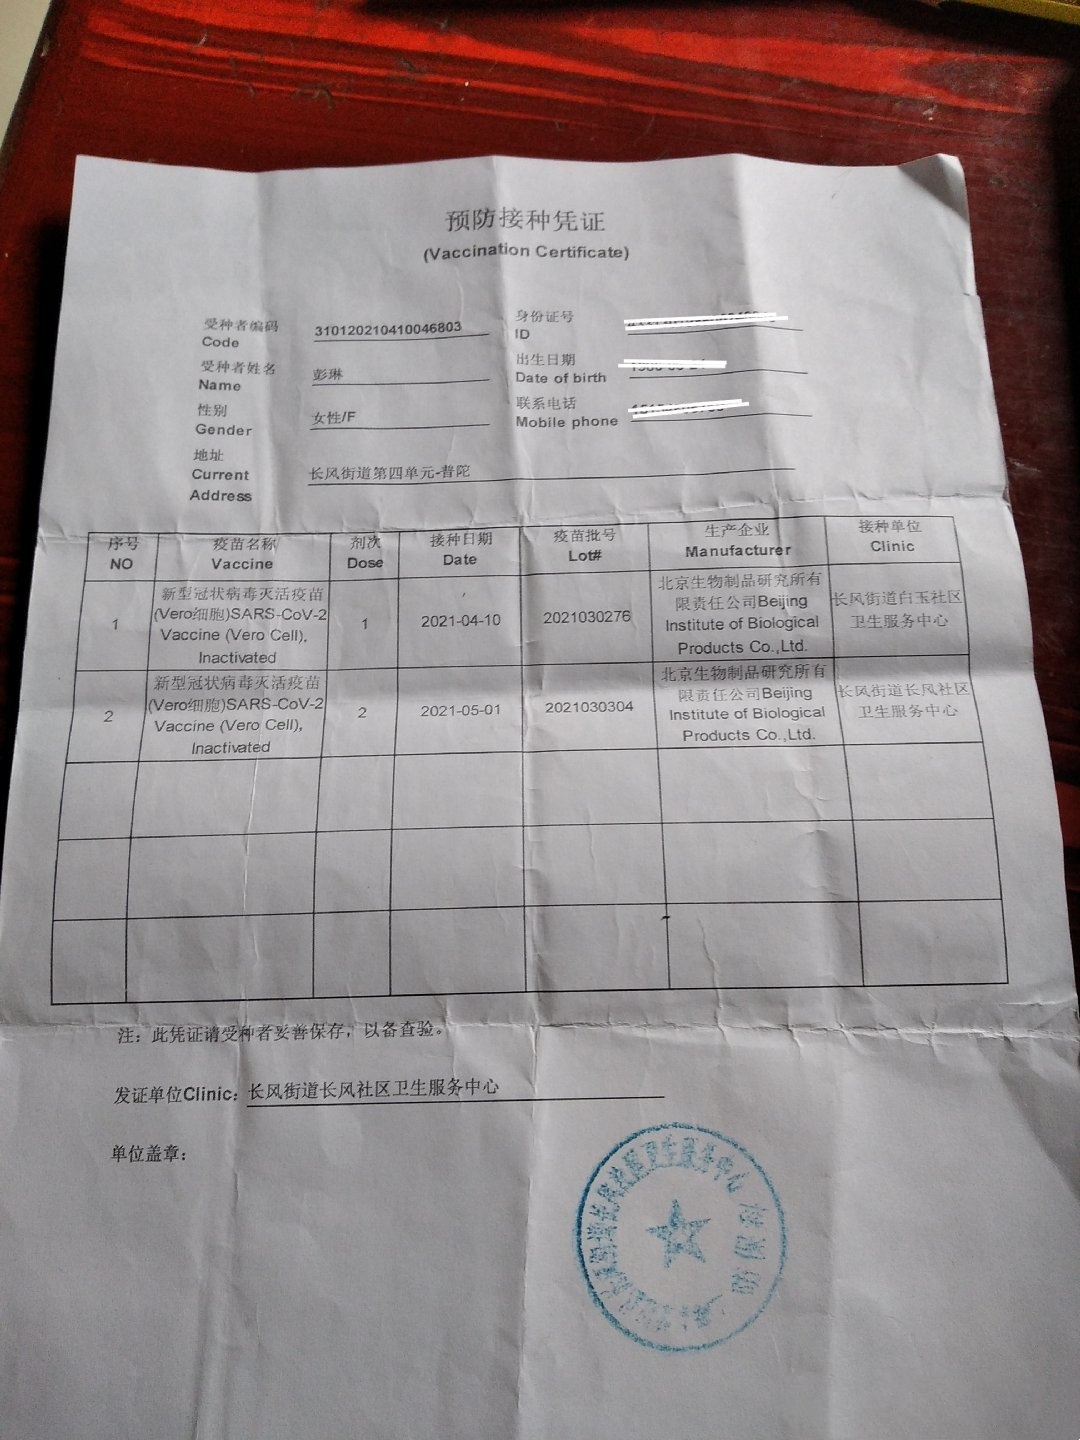 预防接种凭证
(Vaccination Certificate)
受种者编码 310120210410046803 身份证号
Code ID
受种者姓名 彭琳 出生日期
Name Date of birth
性别 女性/F 联系电话
Gender Mobile phone
地址
Current 长风街道第四单元-普陀
Address
序号 疫苗名称 剂次 接种日期 疫苗批号 生产企业 接种单位
NO Vaccine Dose Date Lot# Manufacturer Clinic
新型冠状病毒灭活疫苗 北京生物制品研究所有
(Vero细胞)SARS-CoV-2 限责任公司Beijing 长风街道白玉社区
1 Vaccine (Vero Cell), 1 2021-04-10 2021030276 Institute of Biological 卫生服务中心
Inactivated Products Co.,Ltd.
新型冠状病毒灭活疫苗 北京生物制品研究所有
(Vero细胞)SARS-CoV-2 限责任公司Beijing 长风街道长风社区
2 Vaccine (Vero Cell), 2 2021-05-01 2021030304 Institute of Biological 卫生服务中心
Inactivated Products Co.,Ltd.
注：此凭证请受种者妥善保存，以备查验。
发证单位Clinic：长风街道长风社区卫生服务中心
单位盖章：
卫生服务中心